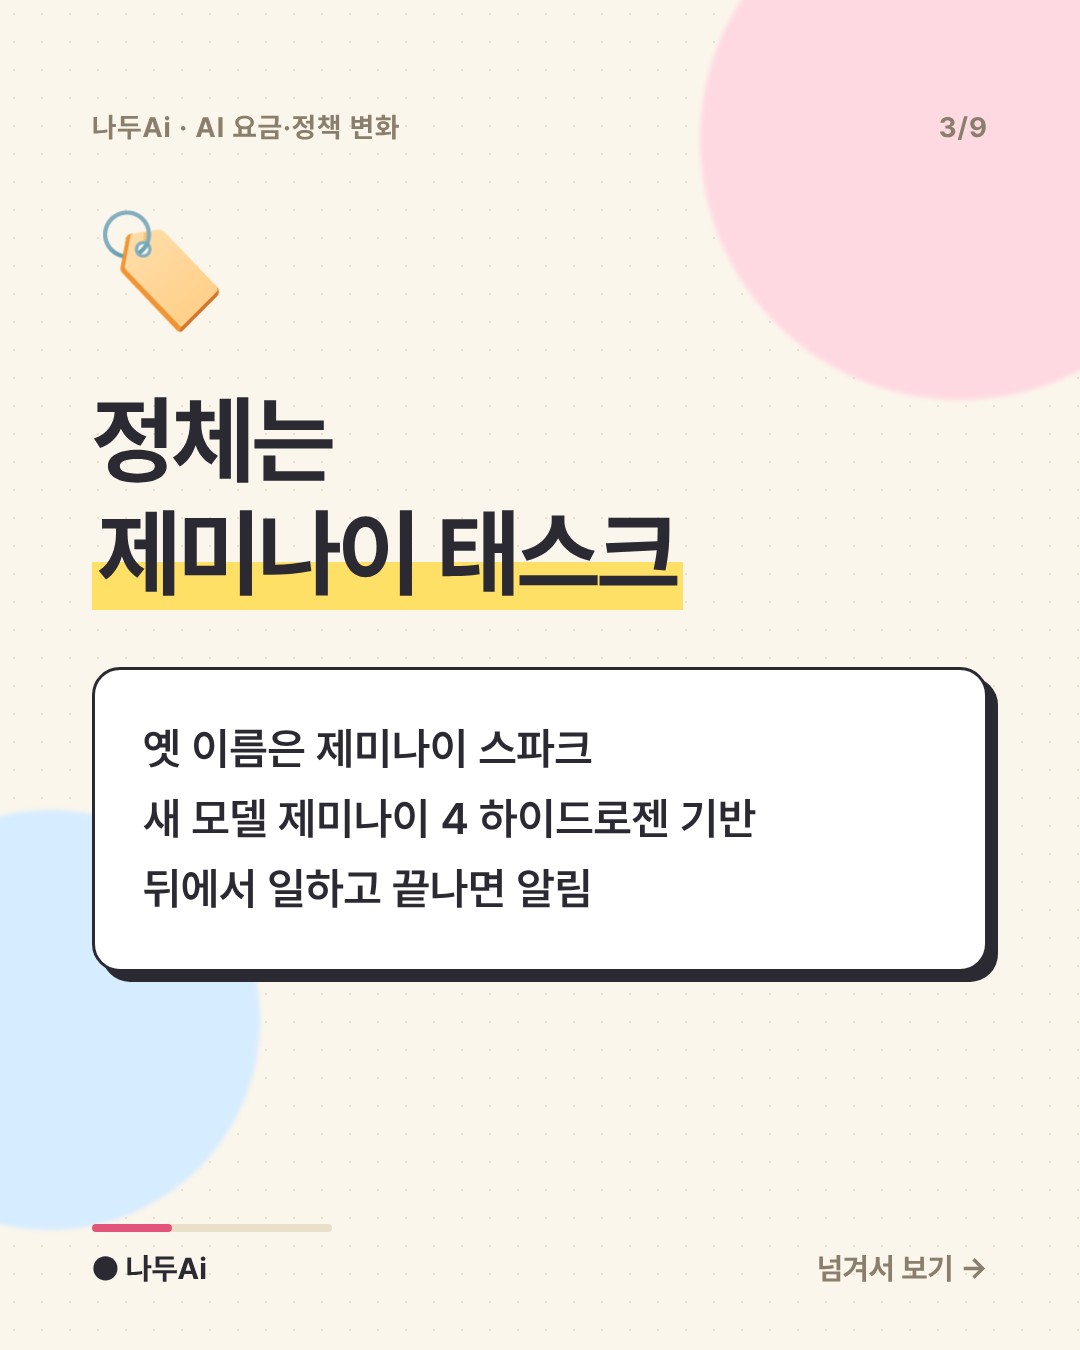 나두Ai · AI 요금·정책 변화
3/9
정체는
제미나이 태스크
옛 이름은 제미나이 스파크
새 모델 제미나이 4 하이드로젠 기반
뒤에서 일하고 끝나면 알림
나두Ai
넘겨서 보기 →